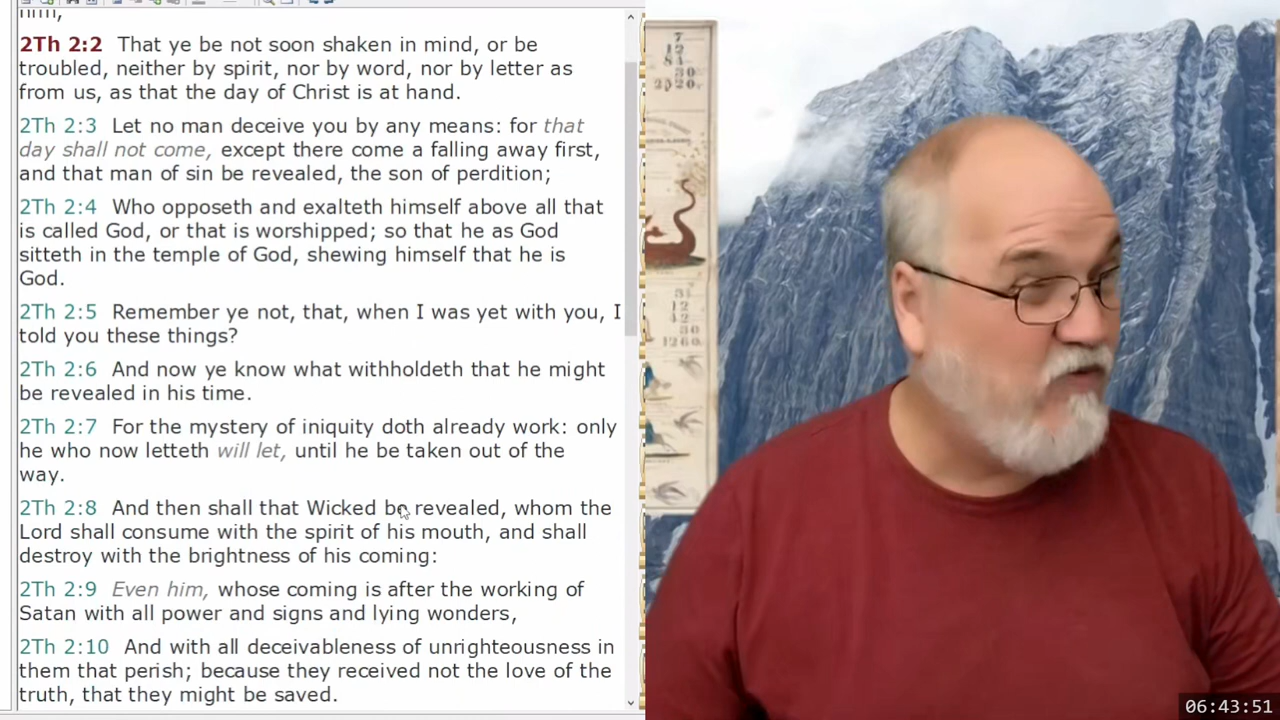 2Th 2:2 That ye be not soon shaken in mind, or be
troubled, neither by spirit, nor by word, nor by letter as
from us, as that the day of Christ is at hand.
2Th 2:3 Let no man deceive you by any means: for that
day shall not come, except there come a falling away first,
and that man of sin be revealed, the son of perdition;
2Th 2:4 Who opposeth and exalteth himself above all that
is called God, or that is worshipped; so that he as God
sitteth in the temple of God, shewing himself that he is
God.
2Th 2:5 Remember ye not, that, when I was yet with you, I
told you these things?
2Th 2:6 And now ye know what withholdeth that he might
be revealed in his time.
2Th 2:7 For the mystery of iniquity doth already work: only
he who now letteth will let, until he be taken out of the
way.
2Th 2:8 And then shall that Wicked be revealed, whom the
Lord shall consume with the spirit of his mouth, and shall
destroy with the brightness of his coming:
2Th 2:9 Even him, whose coming is after the working of
Satan with all power and signs and lying wonders,
2Th 2:10 And with all deceivableness of unrighteousness in
them that perish; because they received not the love of the
truth, that they might be saved.
7
12
84
30
2520
12
42
30
1260
06:43:51